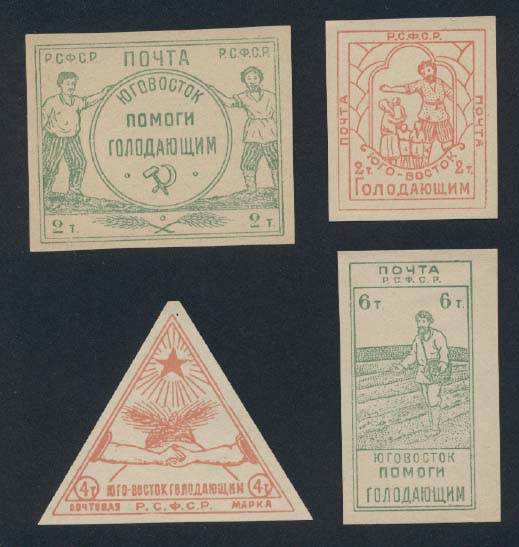 Р.С.Ф.С.Р. ПОЧТА Р.С.Ф.С.Р.
ЮГОВОСТОК
ПОМОГИ
ГОЛОДАЮЩИМ
2 т. 2 т.
Р.С.Ф.С.Р.
ПОЧТА ПОЧТА
ЮГО-ВОСТОК
2 т. 2 т.
ГОЛОДАЮЩИМ
ПОЧТА
Р.С.Ф.С.Р.
6 т. 6 т.
ЮГОВОСТОК
ПОМОГИ
ГОЛОДАЮЩИМ
4 т ЮГО-ВОСТОК ГОЛОДАЮЩИМ 4 т
ПОЧТОВАЯ Р.С.Ф.С.Р. МАРКА